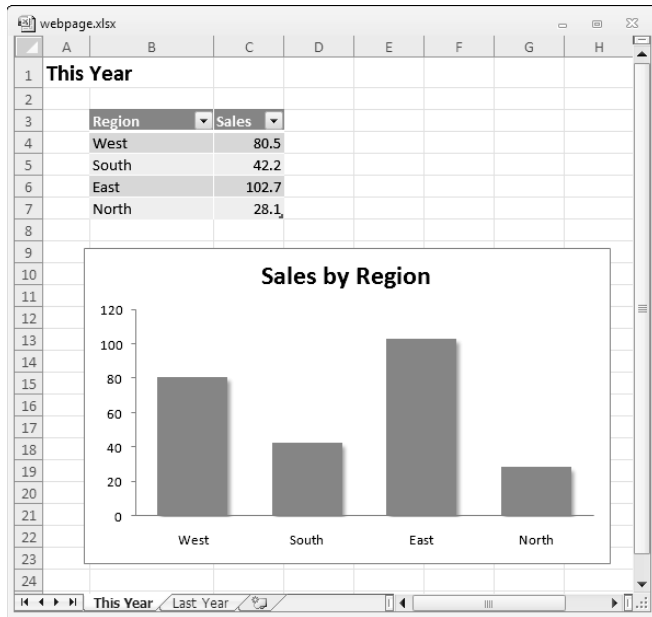 webpage.xlsx
A B C D E F G H
1 This Year
2
3 Region Sales
4 West 80.5
5 South 42.2
6 East 102.7
7 North 28.1
8
9
10 Sales by Region
11
12 120
13 100
14
15 80
16 60
17
18 40
19
20 20
21 0
22 West South East North
23
24
This Year Last Year